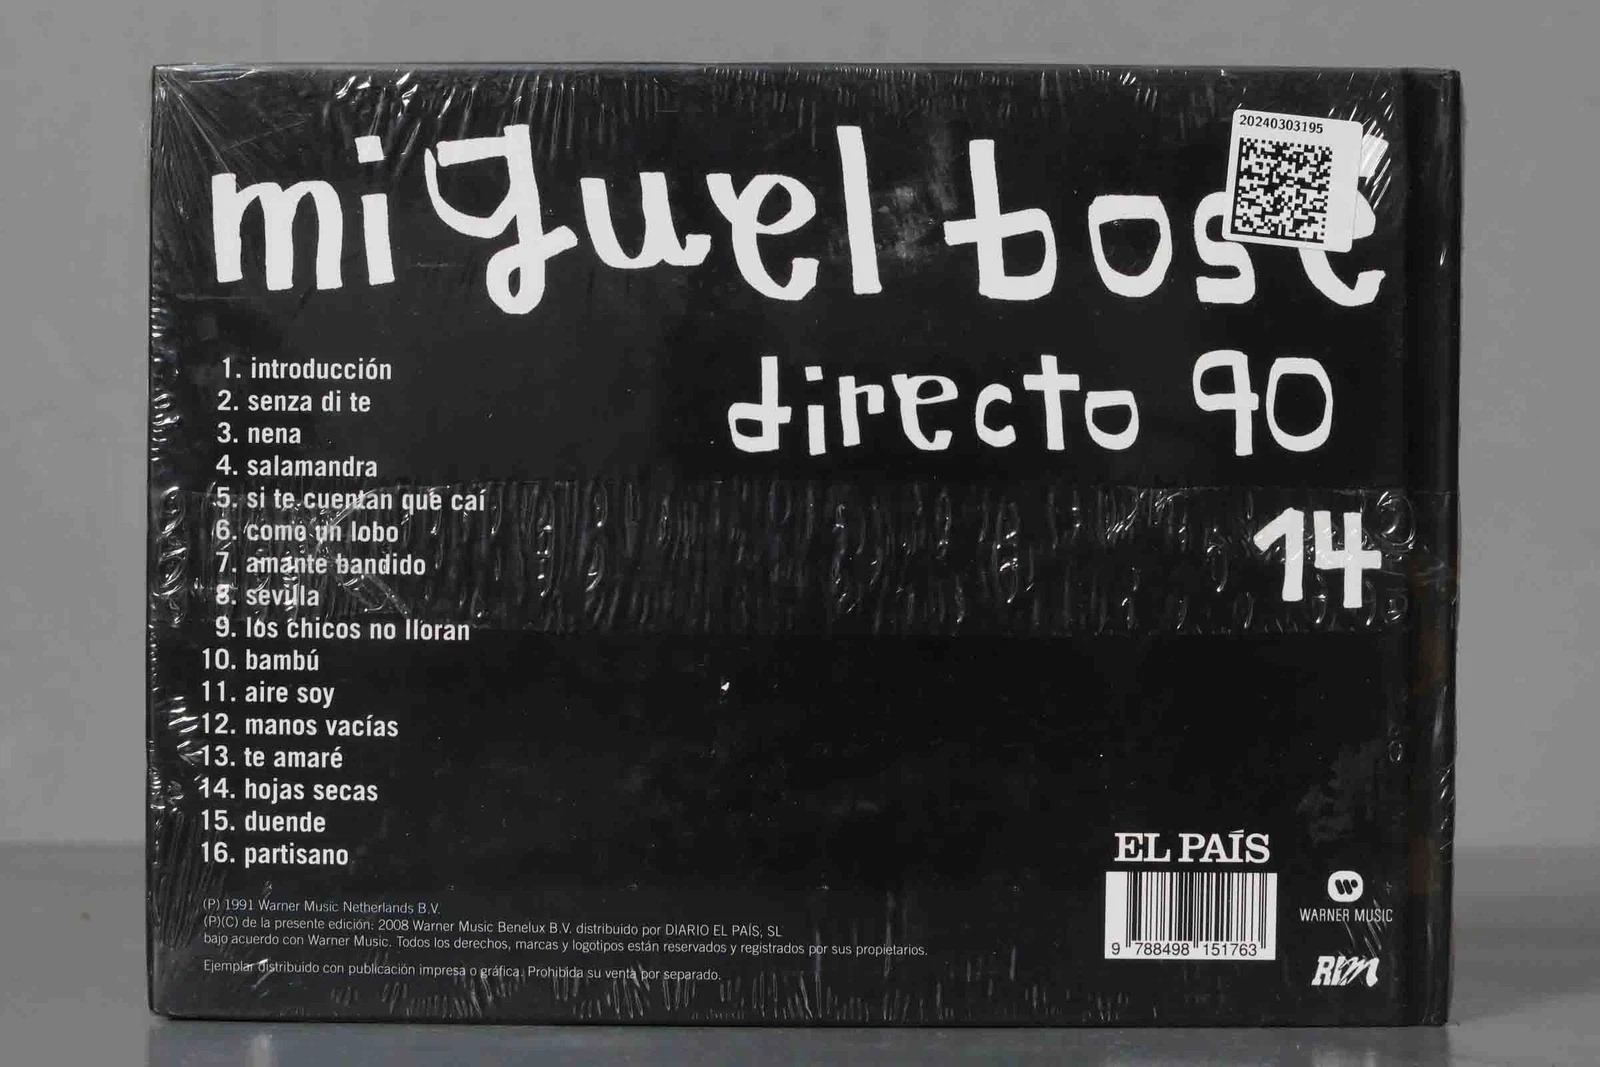 20240303195
miguel bosé
directo 90
14
1. introducción
2. senza di te
3. nena
4. salamandra
5. si te cuentan que caí
6. como un lobo
7. amante bandido
8. sevilla
9. los chicos no lloran
10. bambú
11. aire soy
12. manos vacías
13. te amaré
14. hojas secas
15. duende
16. partisano
(P) 1991 Warner Music Netherlands B.V.
(P)(C) de la presente edición: 2008 Warner Music Benelux B.V. distribuido por DIARIO EL PAÍS, SL
bajo acuerdo con Warner Music. Todos los derechos, marcas y logotipos están reservados y registrados por sus propietarios.
Ejemplar distribuido con publicación impresa o gráfica. Prohibida su venta por separado.
EL PAÍS
9 788498 151763
WARNER MUSIC
RLM